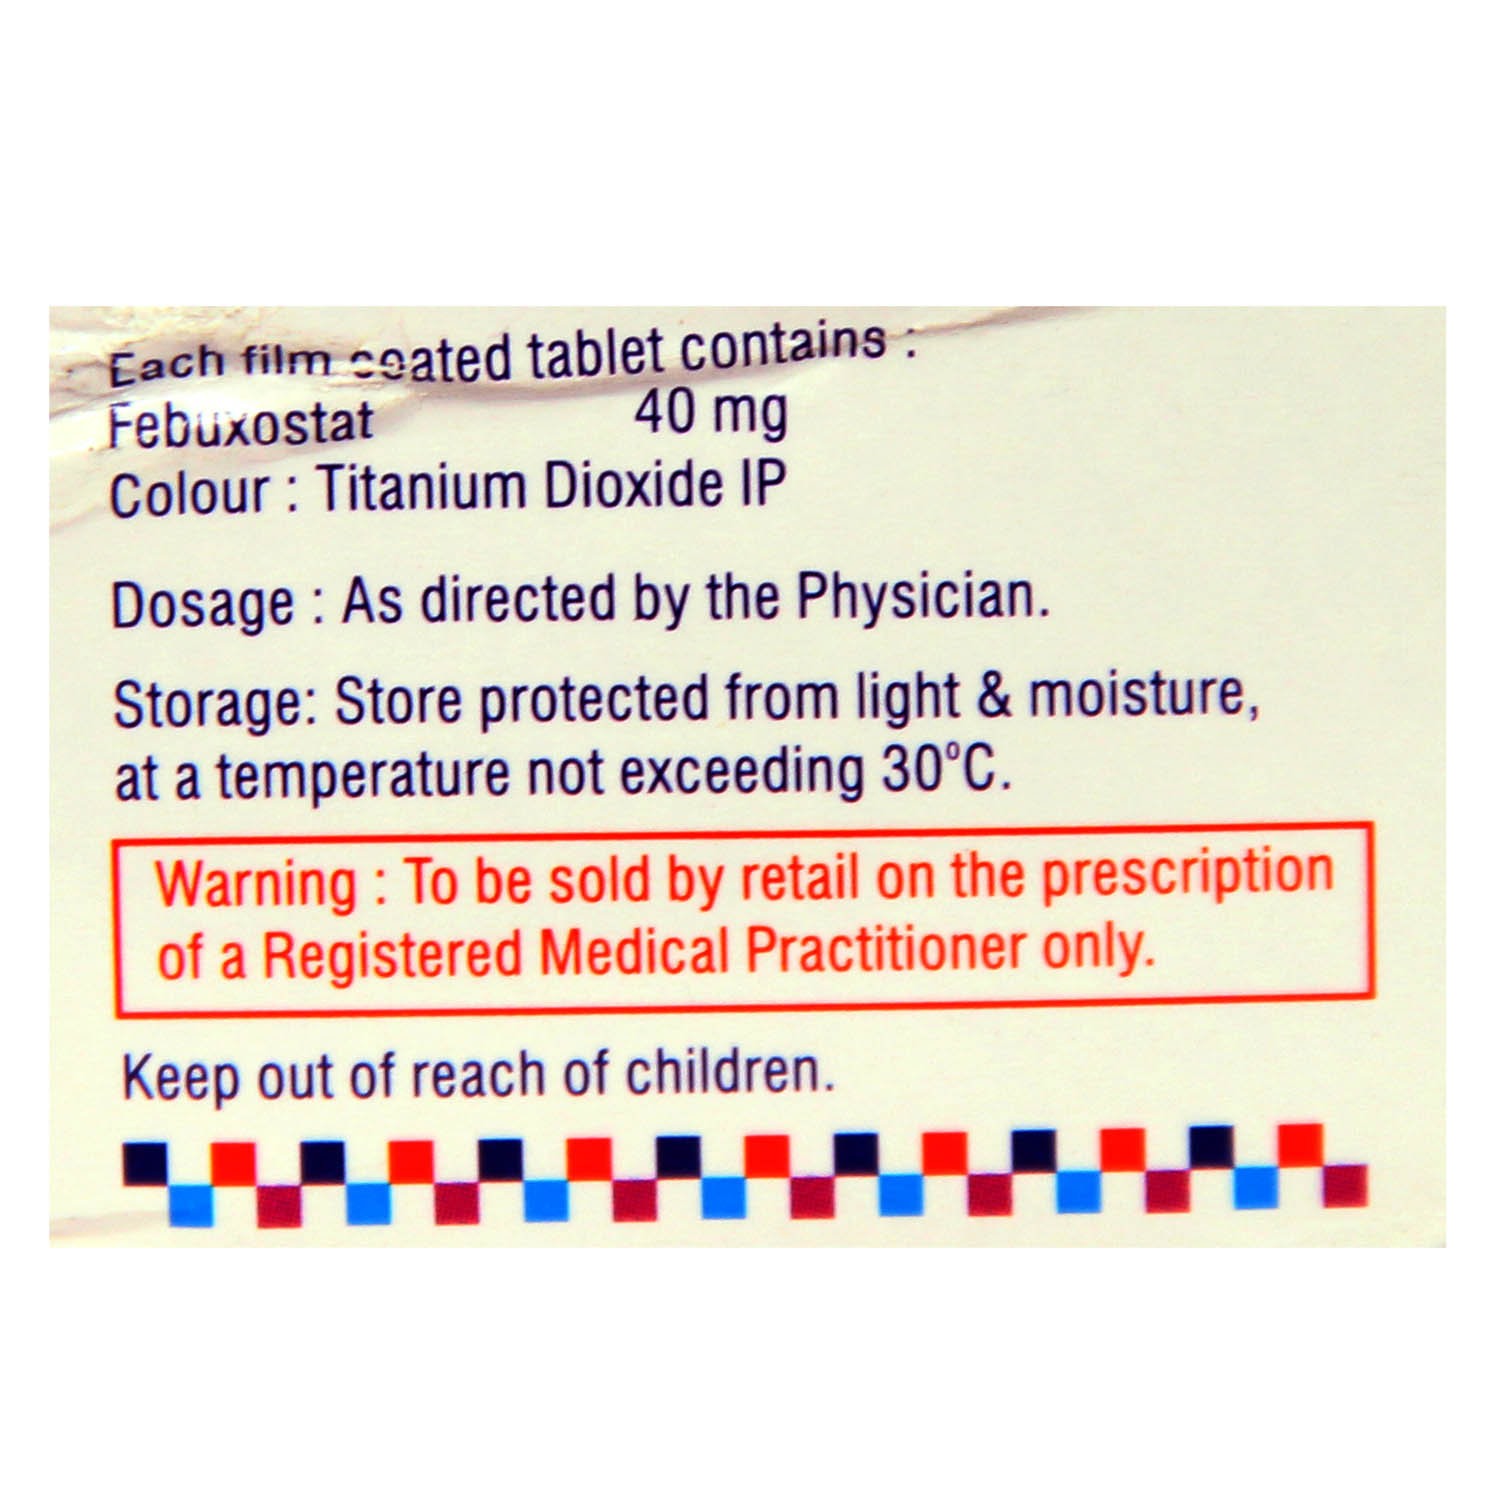 Each film coated tablet contains :
Febuxostat 40 mg
Colour : Titanium Dioxide IP
Dosage : As directed by the Physician.
Storage: Store protected from light & moisture,
at a temperature not exceeding 30°C.
Warning : To be sold by retail on the prescription
of a Registered Medical Practitioner only.
Keep out of reach of children.